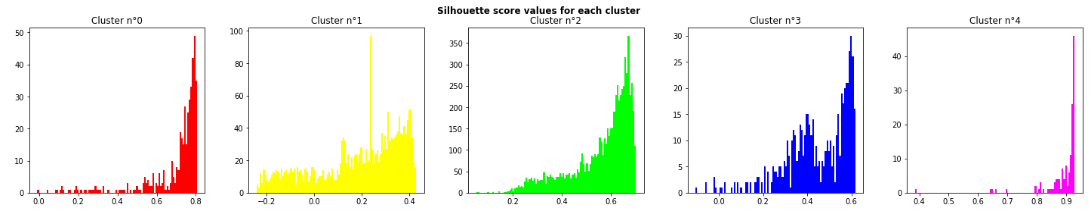 Silhouette score values for each cluster
Cluster n°0
Cluster n°1
Cluster n°2
Cluster n°3
Cluster n°4
50
40
30
20
10
0
0.0 0.2 0.4 0.6 0.8
100
80
60
40
20
0
−0.2 0.0 0.2 0.4
350
300
250
200
150
100
50
0
0.2 0.4 0.6
30
25
20
15
10
5
0
0.0 0.2 0.4 0.6
40
30
20
10
0
0.4 0.5 0.6 0.7 0.8 0.9